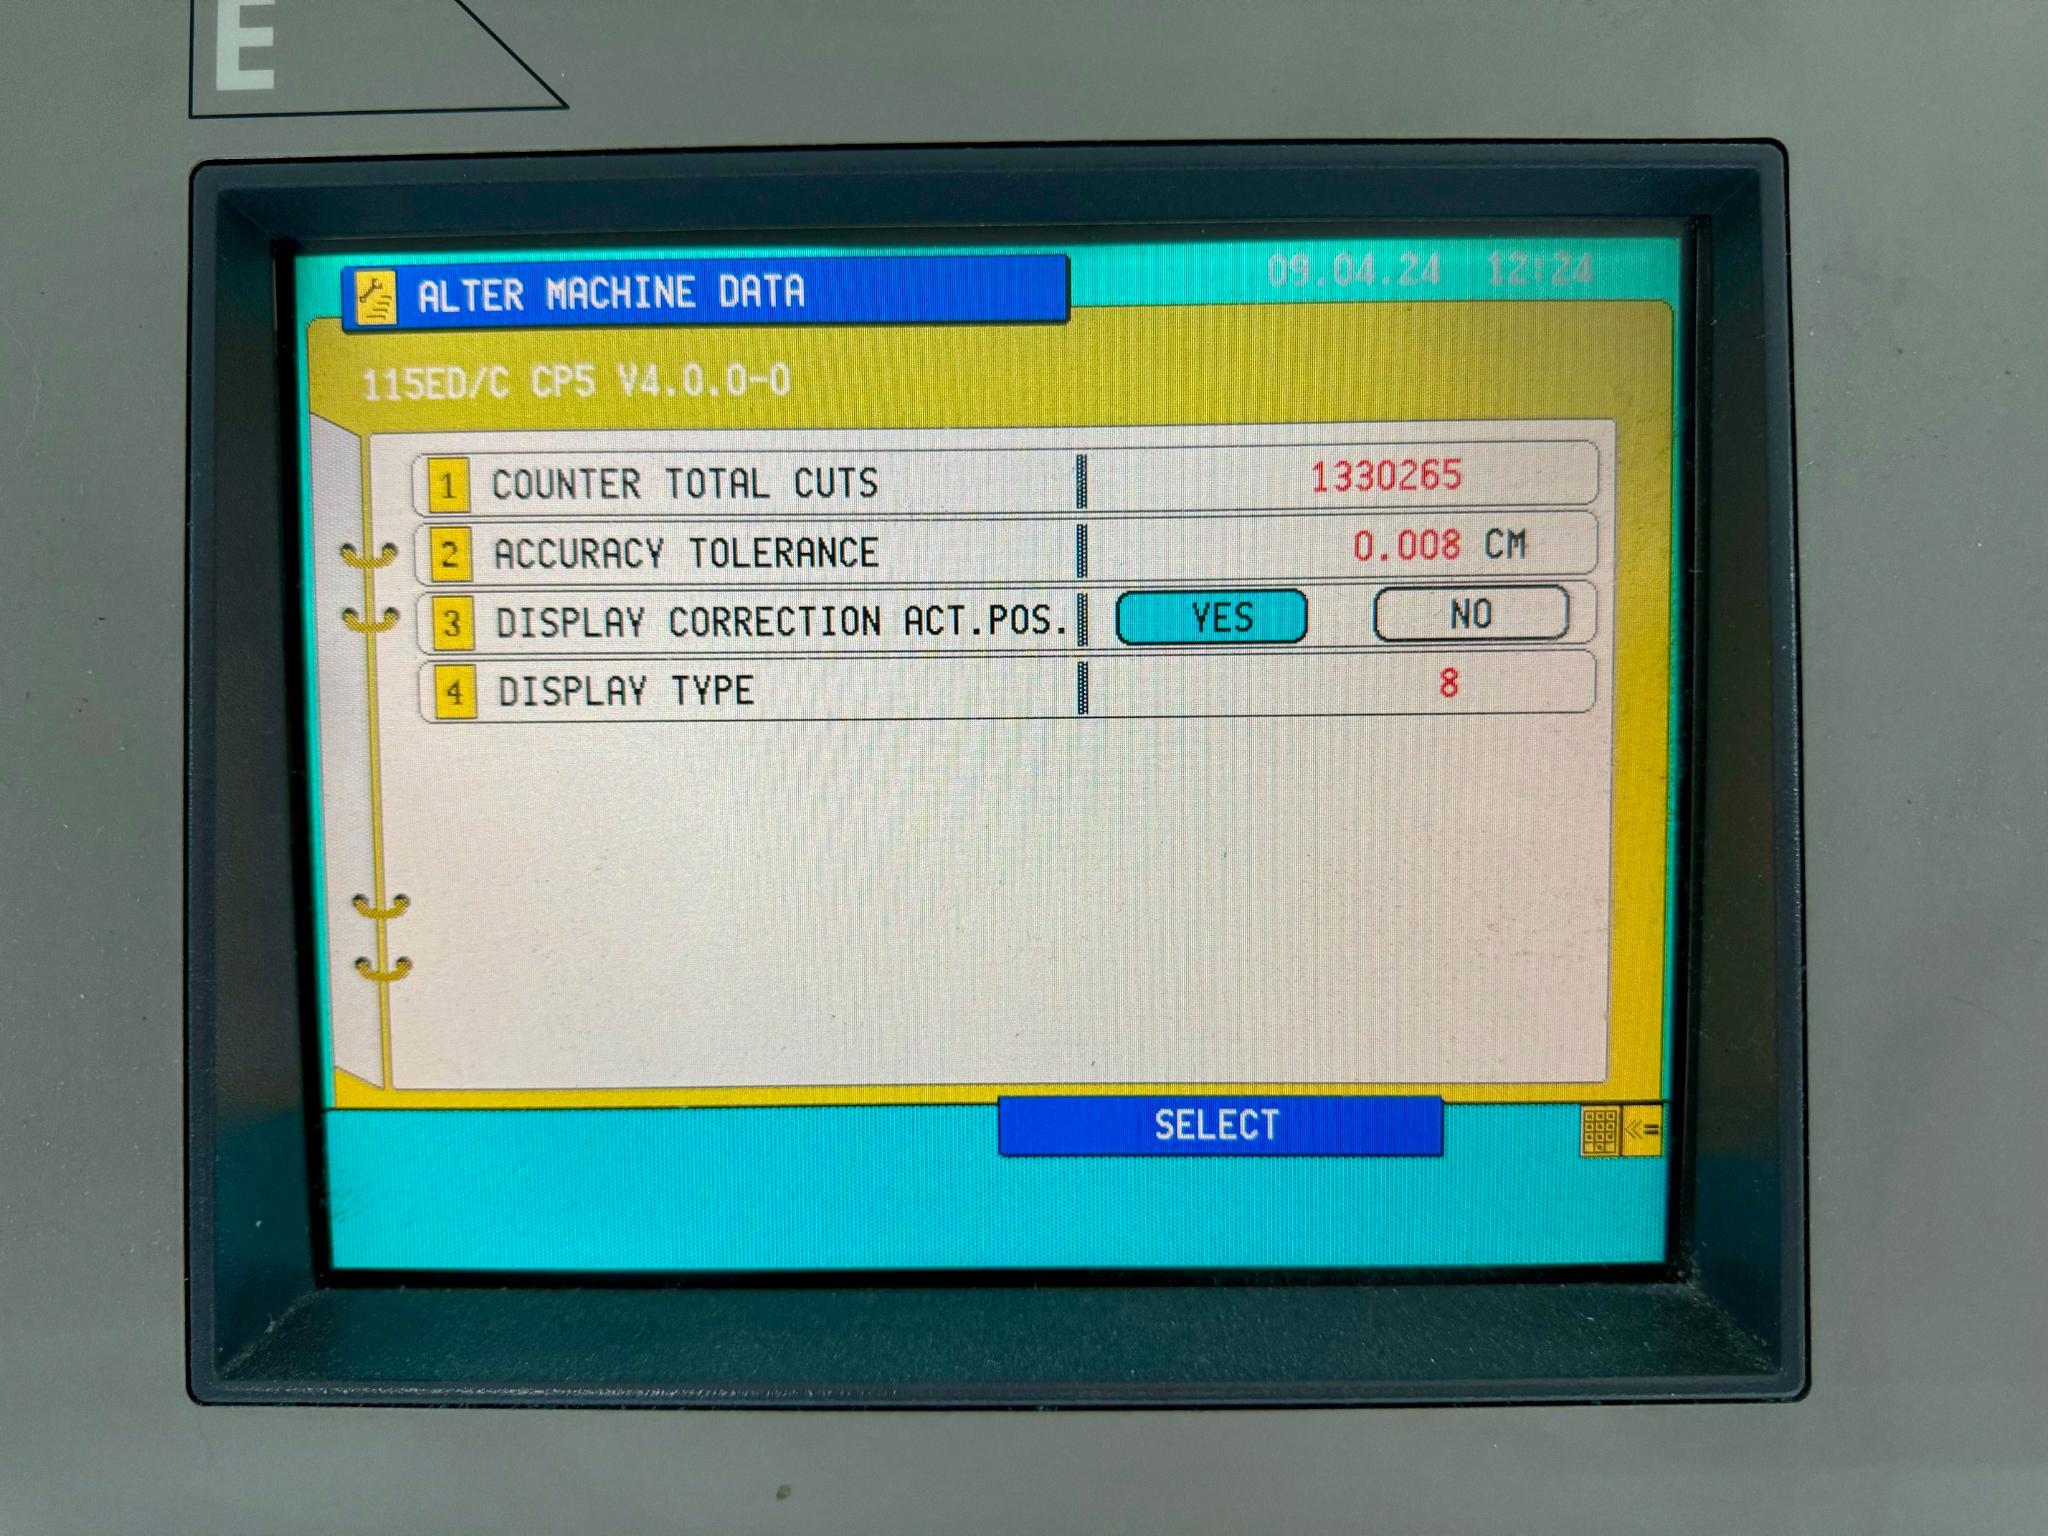 E
ALTER MACHINE DATA
09.04.24 12:24
115ED/C CP5 V4.0.0-0
1 COUNTER TOTAL CUTS 1330265
2 ACCURACY TOLERANCE 0.008 CM
3 DISPLAY CORRECTION ACT.POS. YES NO
4 DISPLAY TYPE 8
SELECT